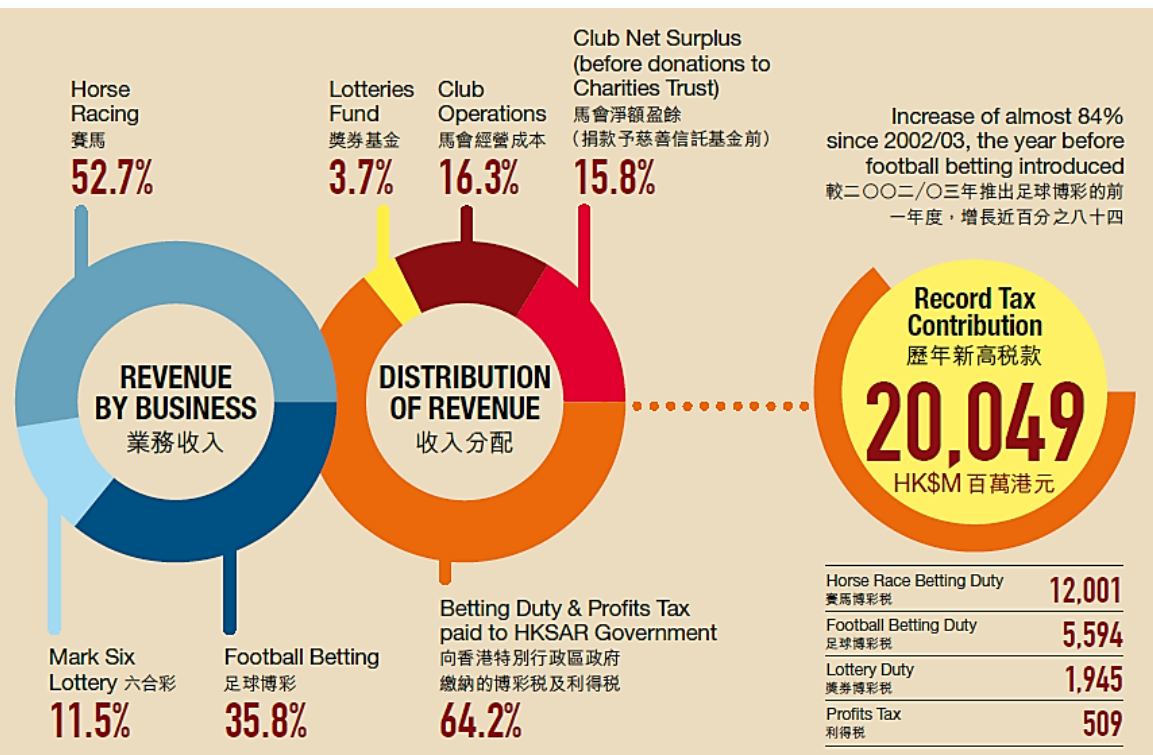 Horse
Racing
賽馬
52.7%
Lotteries
Fund
獎券基金
3.7%
Club
Operations
馬會經營成本
16.3%
Club Net Surplus
(before donations to
Charities Trust)
馬會淨額盈餘
(捐款予慈善信託基金前)
15.8%
Increase of almost 84%
since 2002/03, the year before
football betting introduced
較二〇〇二/〇三年推出足球博彩的前
一年度，增長近百分之八十四
REVENUE
BY BUSINESS
業務收入
DISTRIBUTION
OF REVENUE
收入分配
Record Tax
Contribution
歷年新高税款
20,049
HK$M 百萬港元
Mark Six
Lottery 六合彩
11.5%
Football Betting
足球博彩
35.8%
Betting Duty & Profits Tax
paid to HKSAR Government
向香港特別行政區政府
繳納的博彩税及利得税
64.2%
Horse Race Betting Duty
賽馬博彩税
12,001
Football Betting Duty
足球博彩税
5,594
Lottery Duty
獎券博彩税
1,945
Profits Tax
利得税
509